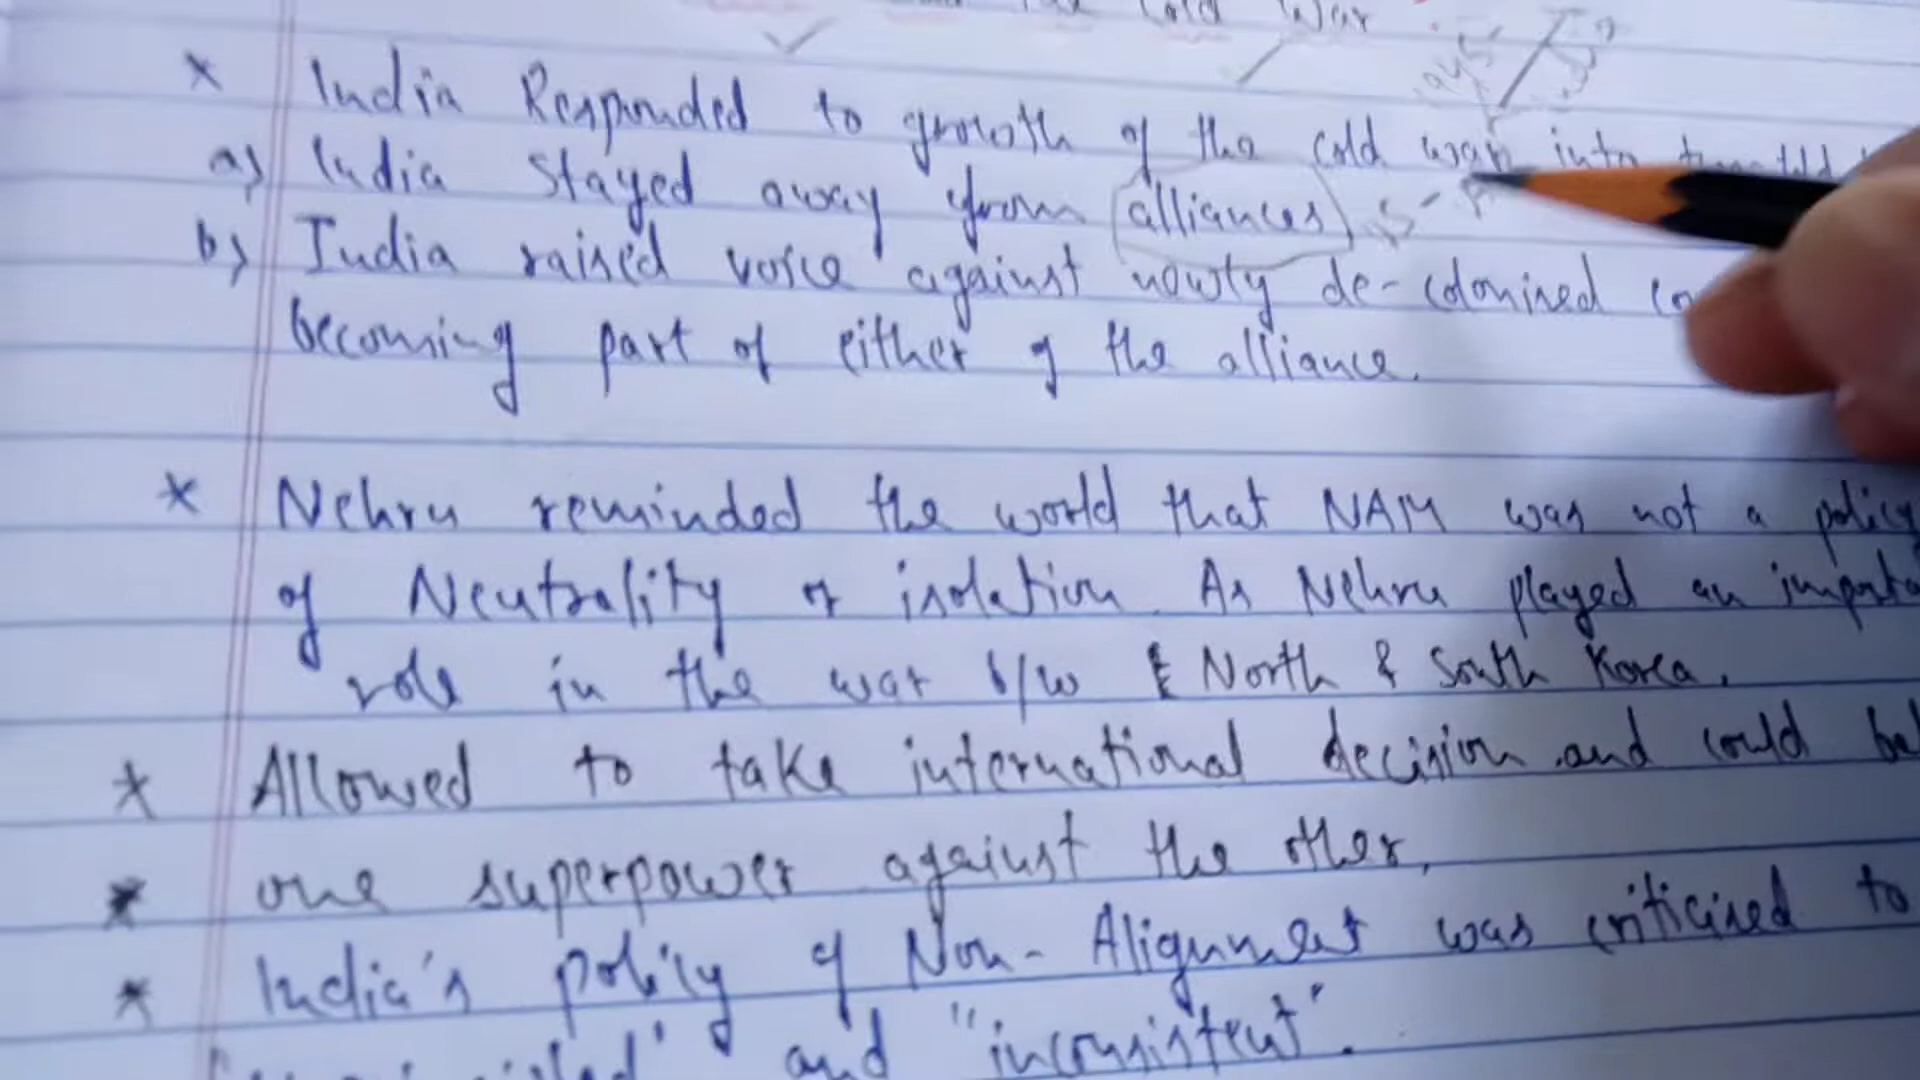 Cold War
x India Responded to growth of the cold war into
a) India stayed away from alliances
b) India raised voice against newly de-colonised
becoming part of either of the alliance.
* Nehru reminded the world that NAM was not a policy
of Neutrality or isolation. As Nehru played an
role in the war b/w North & South Korea.
* Allowed to take international decision and could
* one superpower against the other,
* India's policy of Non-Alignment was criticised to
and "inconsistent".